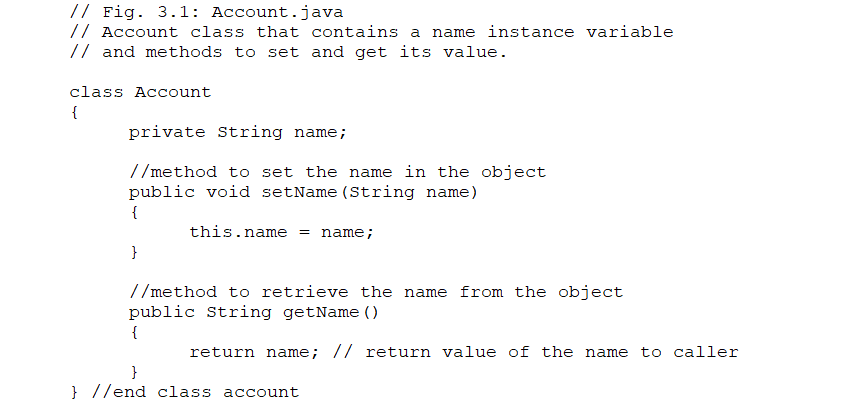 // Fig. 3.1: Account.java
// Account class that contains a name instance variable
// and methods to set and get its value.
class Account
{
private String name;
//method to set the name in the object
public void setName(String name)
{
this.name = name;
}
//method to retrieve the name from the object
public String getName()
{
return name; // return value of the name to caller
}
} //end class account